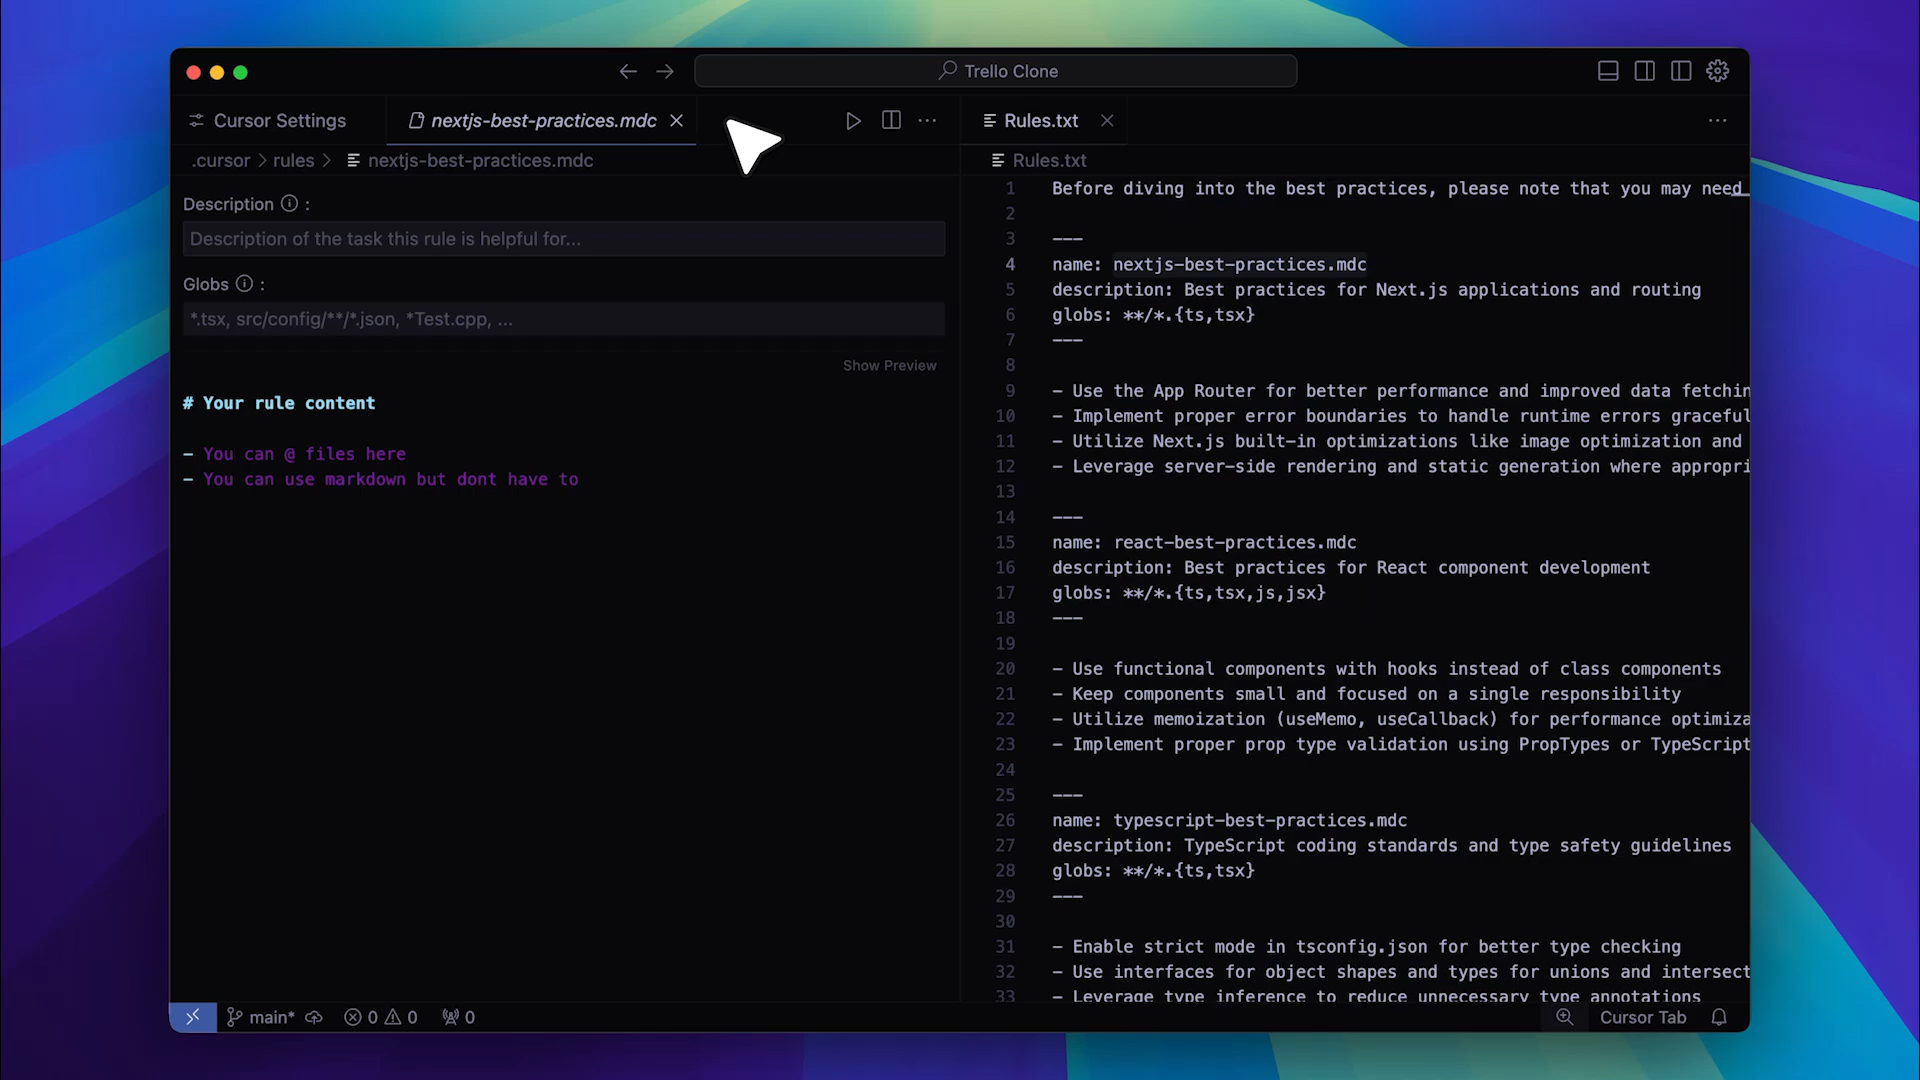 Trello Clone
Cursor Settings
nextjs-best-practices.mdc
.cursor > rules > nextjs-best-practices.mdc
Description :
Description of the task this rule is helpful for...
Globs :
*.tsx, src/config/**/*.json, *Test.cpp, ...
Show Preview
# Your rule content
- You can @ files here
- You can use markdown but dont have to
Rules.txt
Rules.txt
1 Before diving into the best practices, please note that you may need
2
3 ---
4 name: nextjs-best-practices.mdc
5 description: Best practices for Next.js applications and routing
6 globs: **/*.{ts,tsx}
7 ---
8
9 - Use the App Router for better performance and improved data fetchin
10 - Implement proper error boundaries to handle runtime errors graceful
11 - Utilize Next.js built-in optimizations like image optimization and
12 - Leverage server-side rendering and static generation where appropri
13
14 ---
15 name: react-best-practices.mdc
16 description: Best practices for React component development
17 globs: **/*.{ts,tsx,js,jsx}
18 ---
19
20 - Use functional components with hooks instead of class components
21 - Keep components small and focused on a single responsibility
22 - Utilize memoization (useMemo, useCallback) for performance optimiza
23 - Implement proper prop type validation using PropTypes or TypeScript
24
25 ---
26 name: typescript-best-practices.mdc
27 description: TypeScript coding standards and type safety guidelines
28 globs: **/*.{ts,tsx}
29 ---
30
31 - Enable strict mode in tsconfig.json for better type checking
32 - Use interfaces for object shapes and types for unions and intersect
33 - Leverage type inference to reduce unnecessary type annotations
main* 0 0 0
Cursor Tab